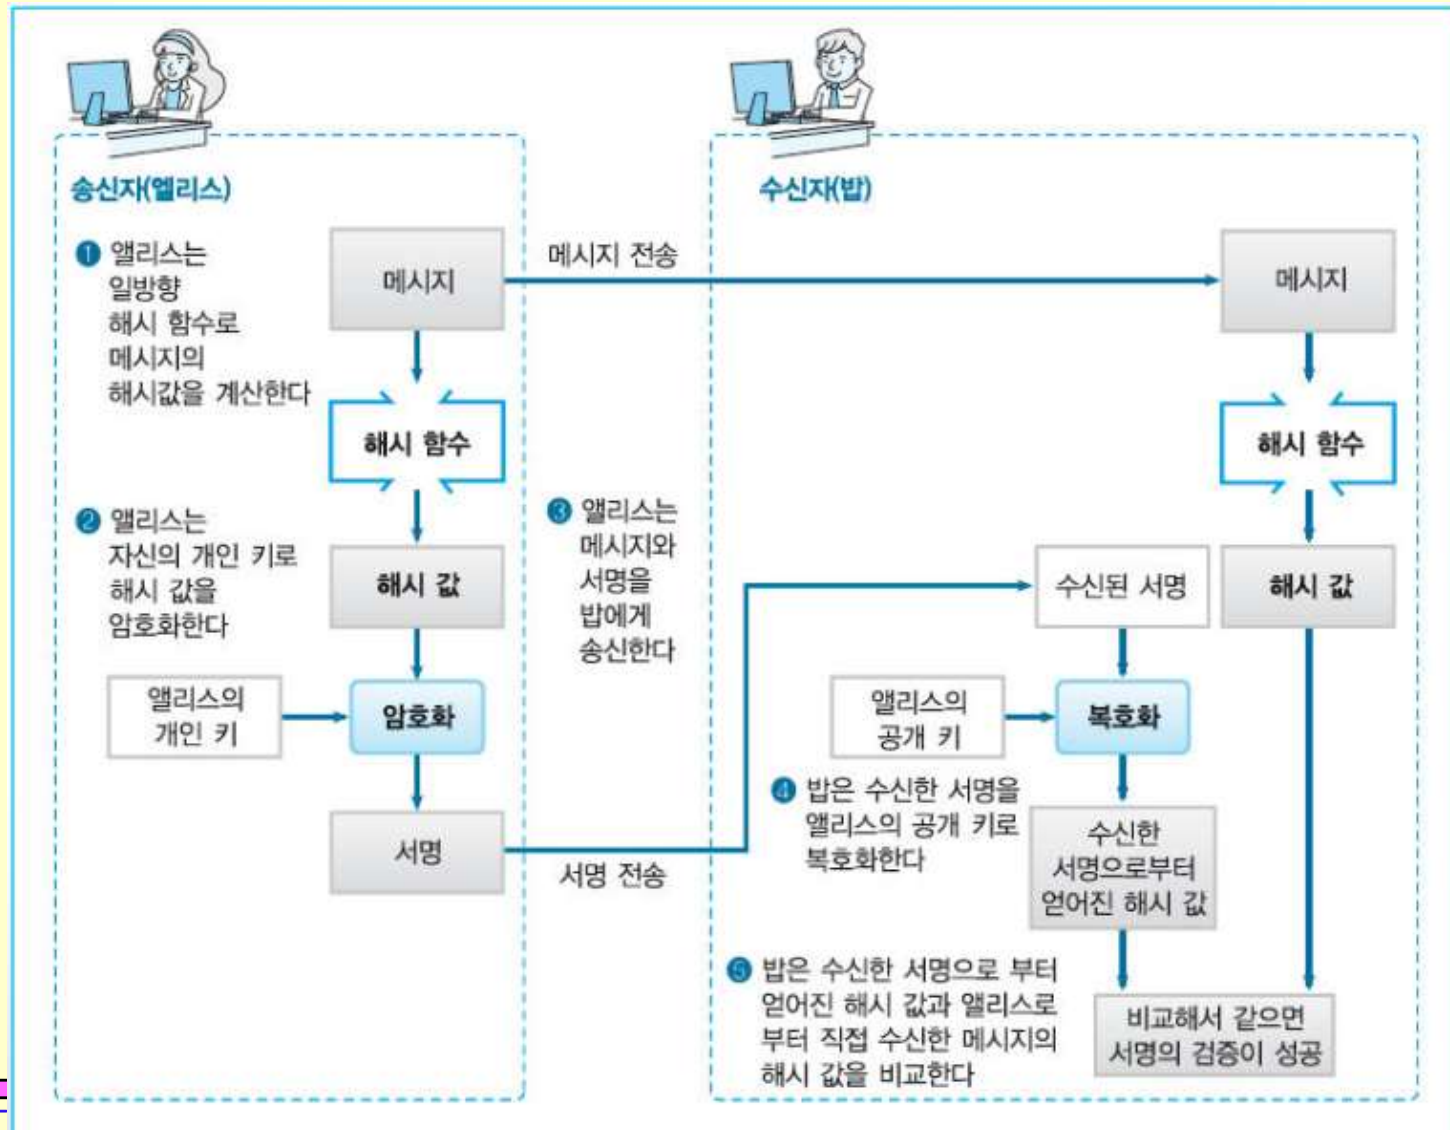 송신자(엘리스)
❶ 앨리스는
일방향
해시 함수로
메시지의
해시값을 계산한다
메시지
해시 함수
❷ 앨리스는
자신의 개인 키로
해시 값을
암호화한다
해시 값
앨리스의
개인 키
암호화
서명
메시지 전송
❸ 앨리스는
메시지와
서명을
밥에게
송신한다
서명 전송
수신자(밥)
메시지
해시 함수
수신된 서명
해시 값
앨리스의
공개 키
복호화
❹ 밥은 수신한 서명을
앨리스의 공개 키로
복호화한다
수신한
서명으로부터
얻어진 해시 값
❺ 밥은 수신한 서명으로 부터
얻어진 해시 값과 앨리스로
부터 직접 수신한 메시지의
해시 값을 비교한다
비교해서 같으면
서명의 검증이 성공